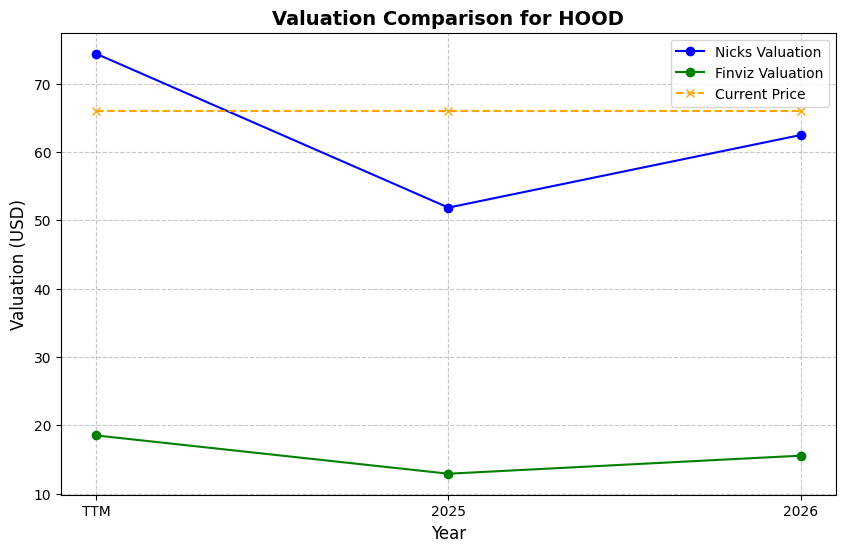 Valuation Comparison for HOOD
Nicks Valuation
Finviz Valuation
Current Price
Valuation (USD)
70
60
50
40
30
20
10
TTM
2025
2026
Year